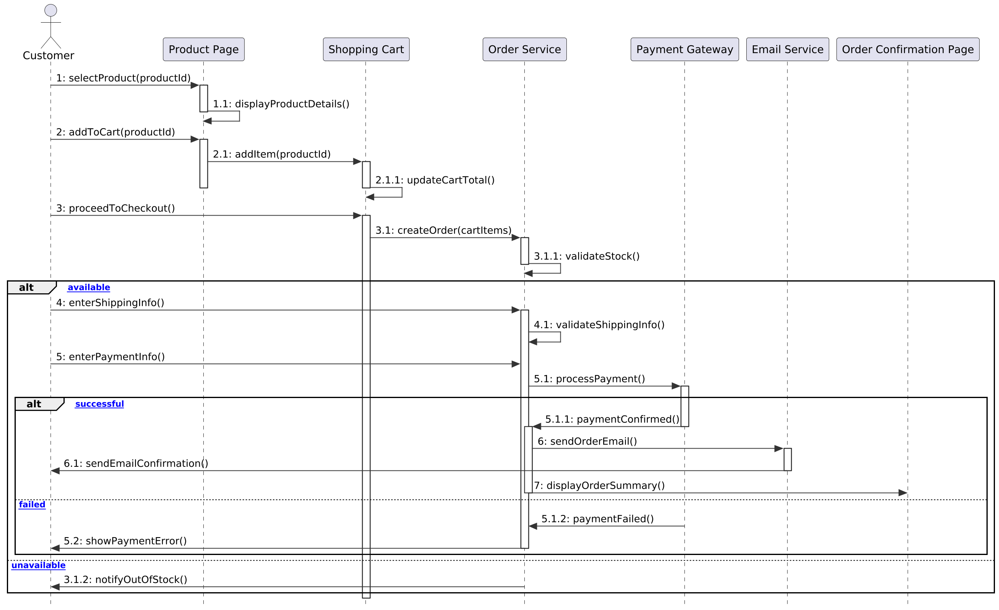 Customer
Product Page
Shopping Cart
Order Service
Payment Gateway
Email Service
Order Confirmation Page
1: selectProduct(productId)
1.1: displayProductDetails()
2: addToCart(productId)
2.1: addItem(productId)
2.1.1: updateCartTotal()
3: proceedToCheckout()
3.1: createOrder(cartItems)
3.1.1: validateStock()
alt
available
4: enterShippingInfo()
4.1: validateShippingInfo()
5: enterPaymentInfo()
5.1: processPayment()
alt
successful
5.1.1: paymentConfirmed()
6: sendOrderEmail()
6.1: sendEmailConfirmation()
7: displayOrderSummary()
failed
5.1.2: paymentFailed()
5.2: showPaymentError()
unavailable
3.1.2: notifyOutOfStock()